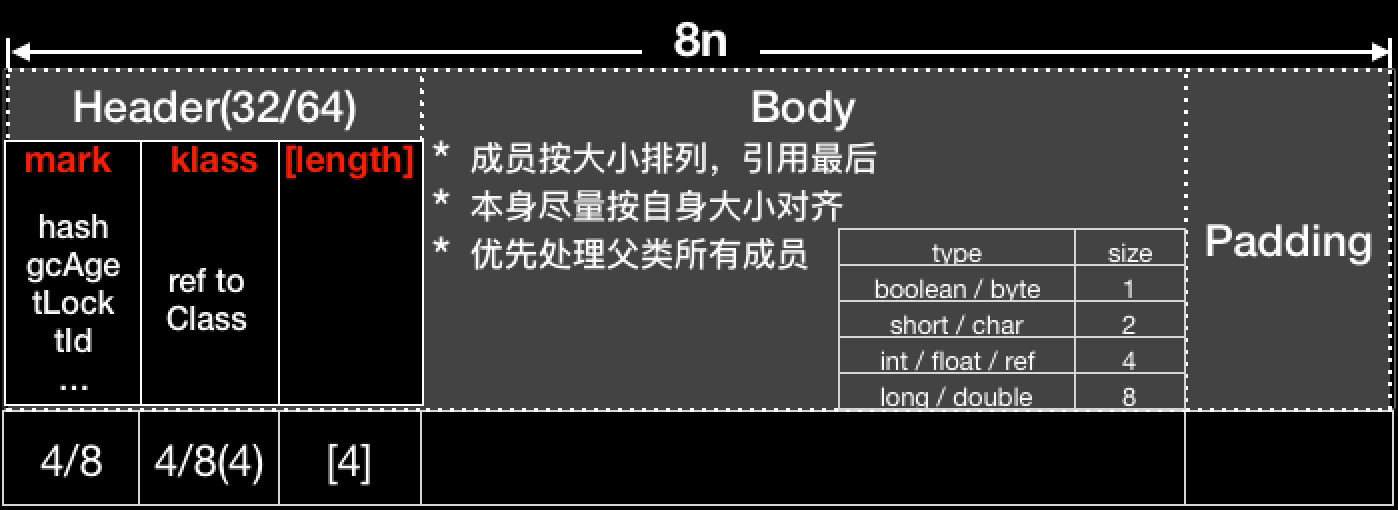 8n
Header(32/64)
Body
Padding
mark
klass
[length]
hash
gcAge
tLock
tId
...
ref to
Class
* 成员按大小排列，引用最后
* 本身尽量按自身大小对齐
* 优先处理父类所有成员
type size
boolean / byte 1
short / char 2
int / float / ref 4
long / double 8
4/8 4/8(4) [4]